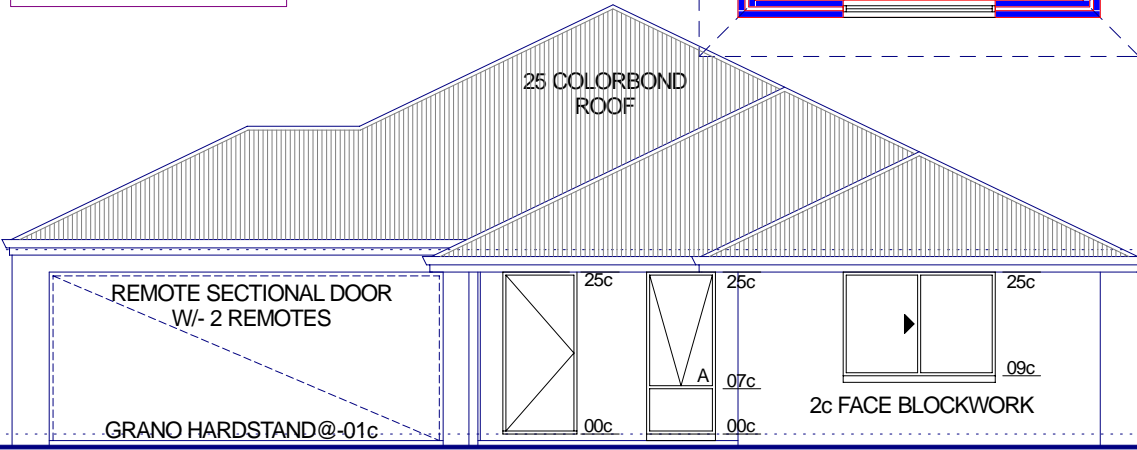 25 COLORBOND
ROOF
REMOTE SECTIONAL DOOR
W/- 2 REMOTES
25c
25c
25c
A
07c
09c
2c FACE BLOCKWORK
GRANO HARDSTAND@-01c
00c
00c